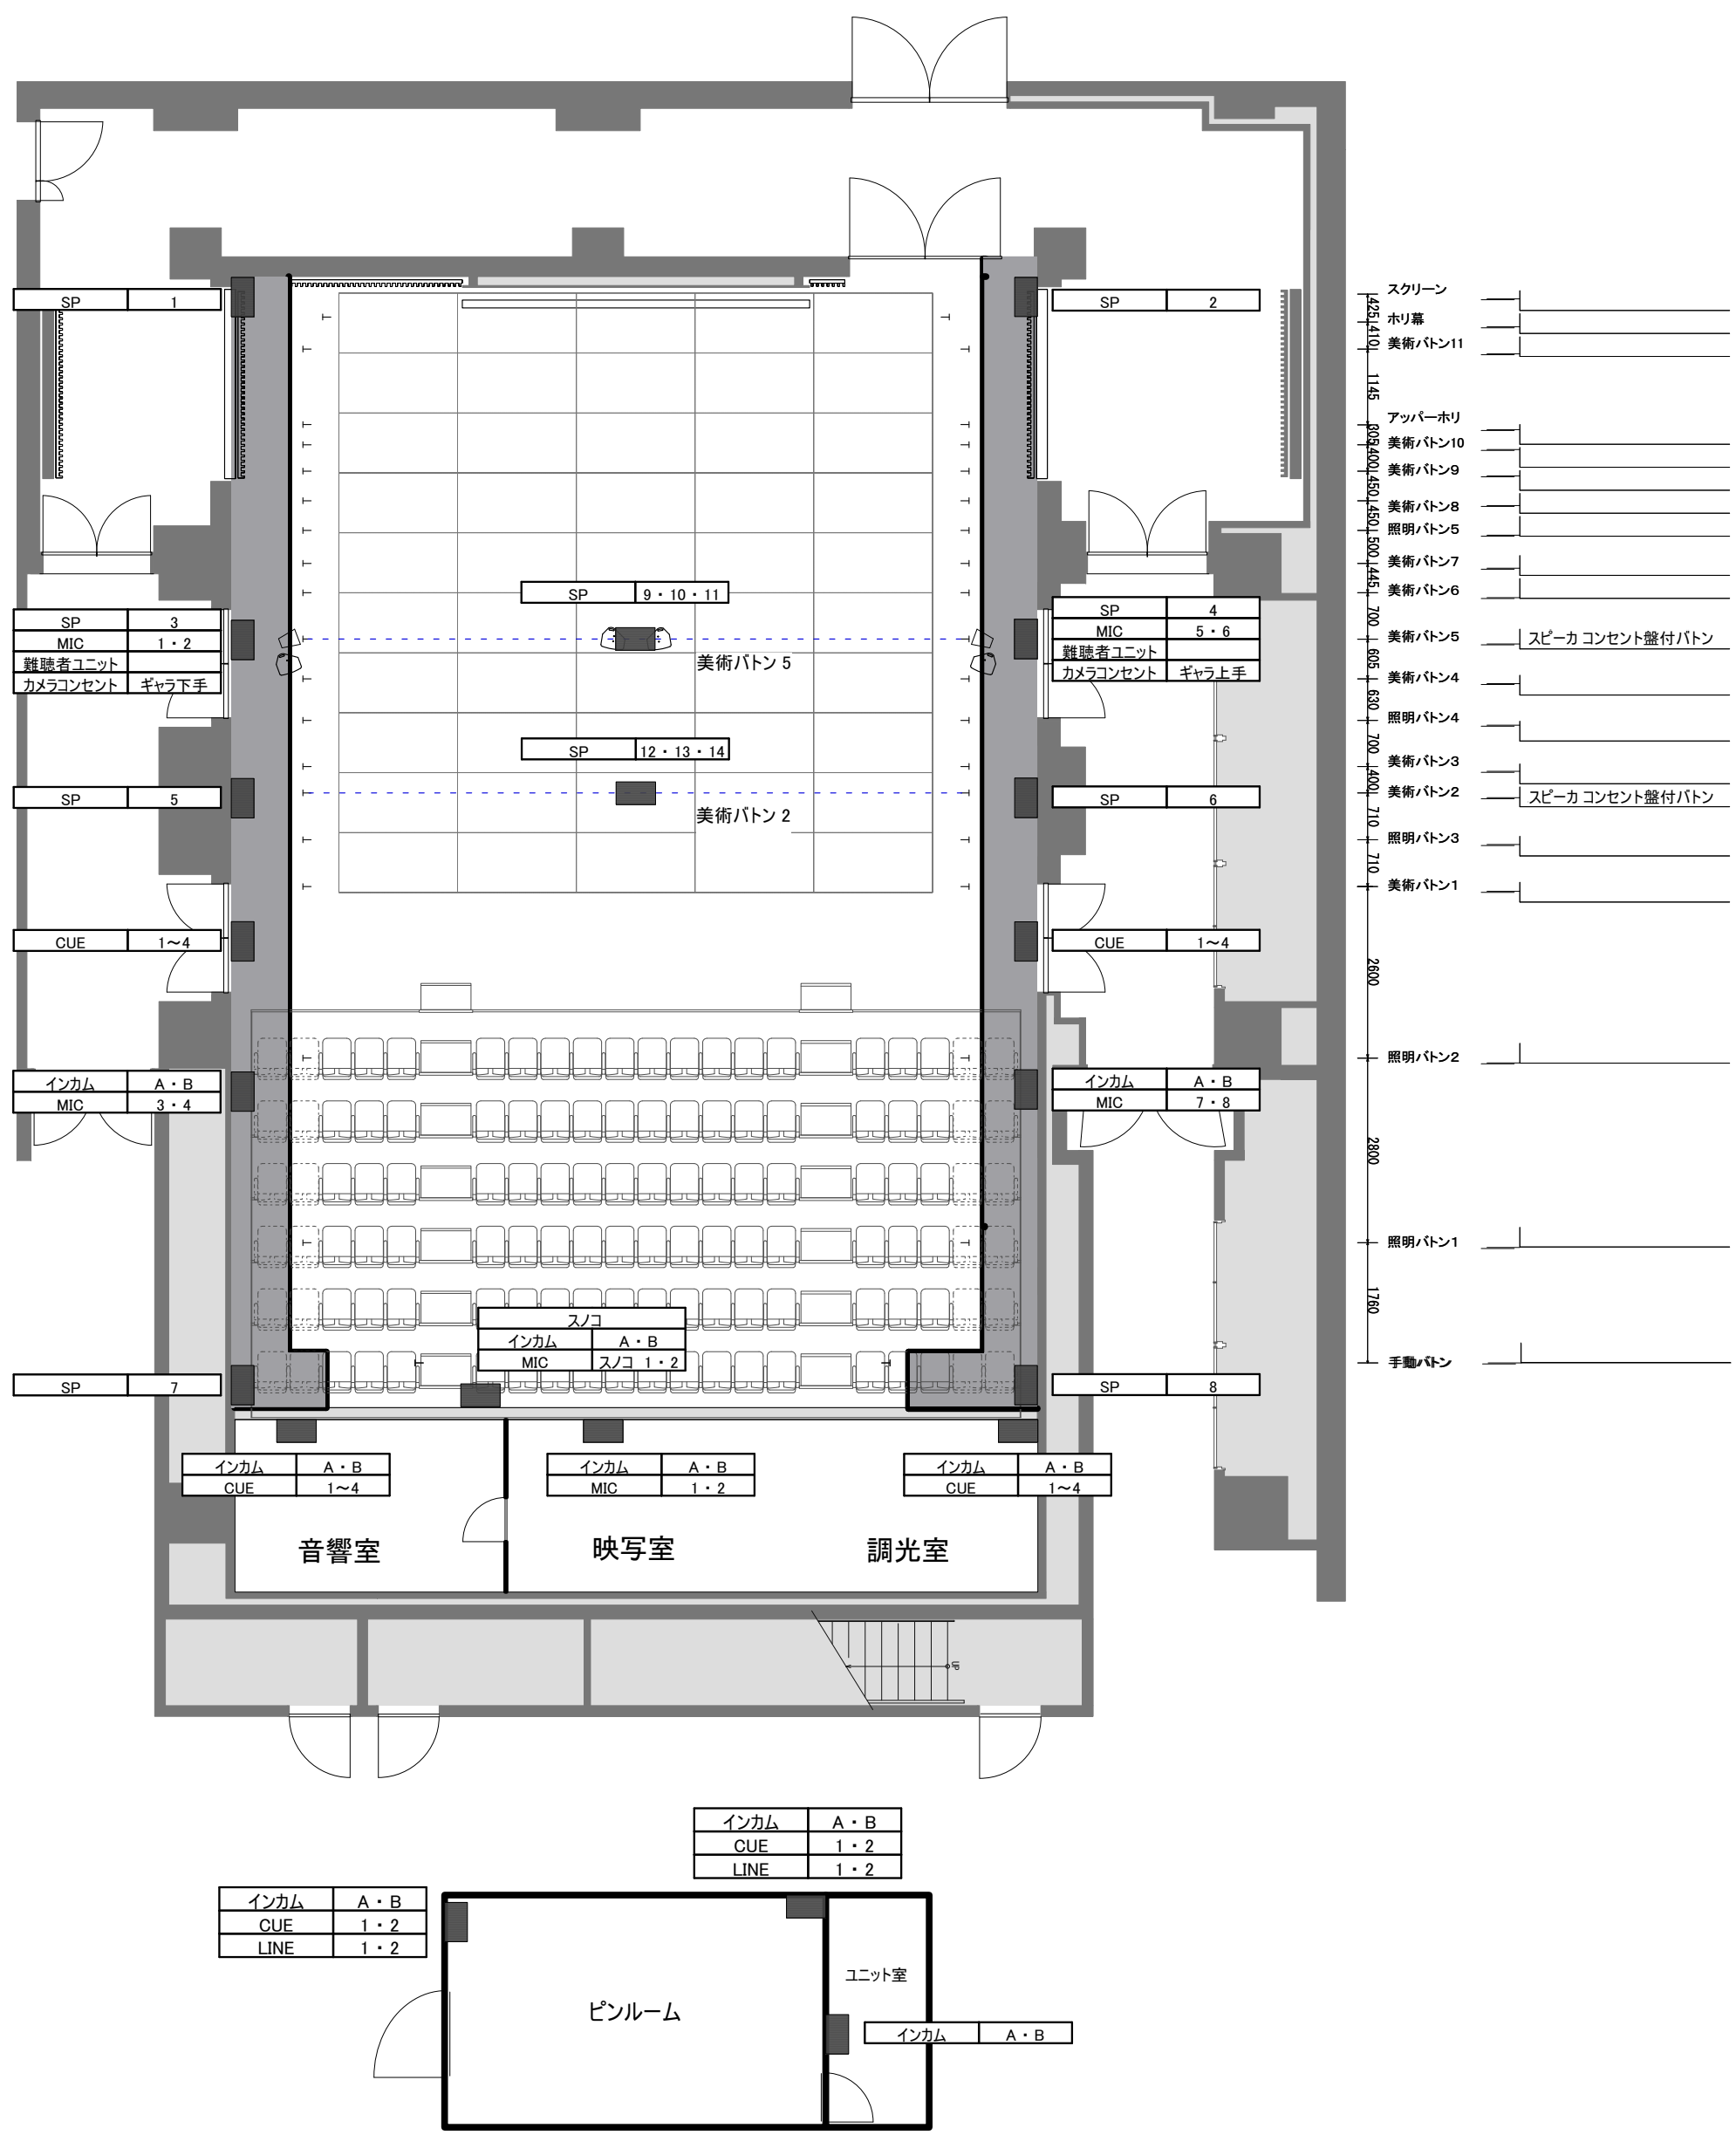 SP 1
SP 2
SP 9・10・11
SP 3
MIC 1・2
難聴者ユニット
カメラコンセント ギャラ下手
SP 4
MIC 5・6
難聴者ユニット
カメラコンセント ギャラ上手
美術バトン 5
SP 12・13・14
美術バトン 2
SP 5
SP 6
CUE 1～4
CUE 1～4
インカム A・B
MIC 3・4
インカム A・B
MIC 7・8
スノコ
インカム A・B
MIC スノコ 1・2
SP 7
SP 8
インカム A・B
CUE 1～4
インカム A・B
MIC 1・2
インカム A・B
CUE 1～4
音響室
映写室
調光室
UP
インカム A・B
CUE 1・2
LINE 1・2
インカム A・B
CUE 1・2
LINE 1・2
ユニット室
ピンルーム
インカム A・B
スクリーン
425
ホリ幕
410
美術バトン11
1145
アッパーホリ
305
美術バトン10
400
美術バトン9
450
美術バトン8
450
照明バトン5
500
美術バトン7
445
美術バトン6
700
美術バトン5 スピーカ コンセント盤付バトン
605
美術バトン4
630
照明バトン4
700
美術バトン3
400
美術バトン2 スピーカ コンセント盤付バトン
710
照明バトン3
710
美術バトン1
2600
照明バトン2
2800
照明バトン1
1760
手動バトン